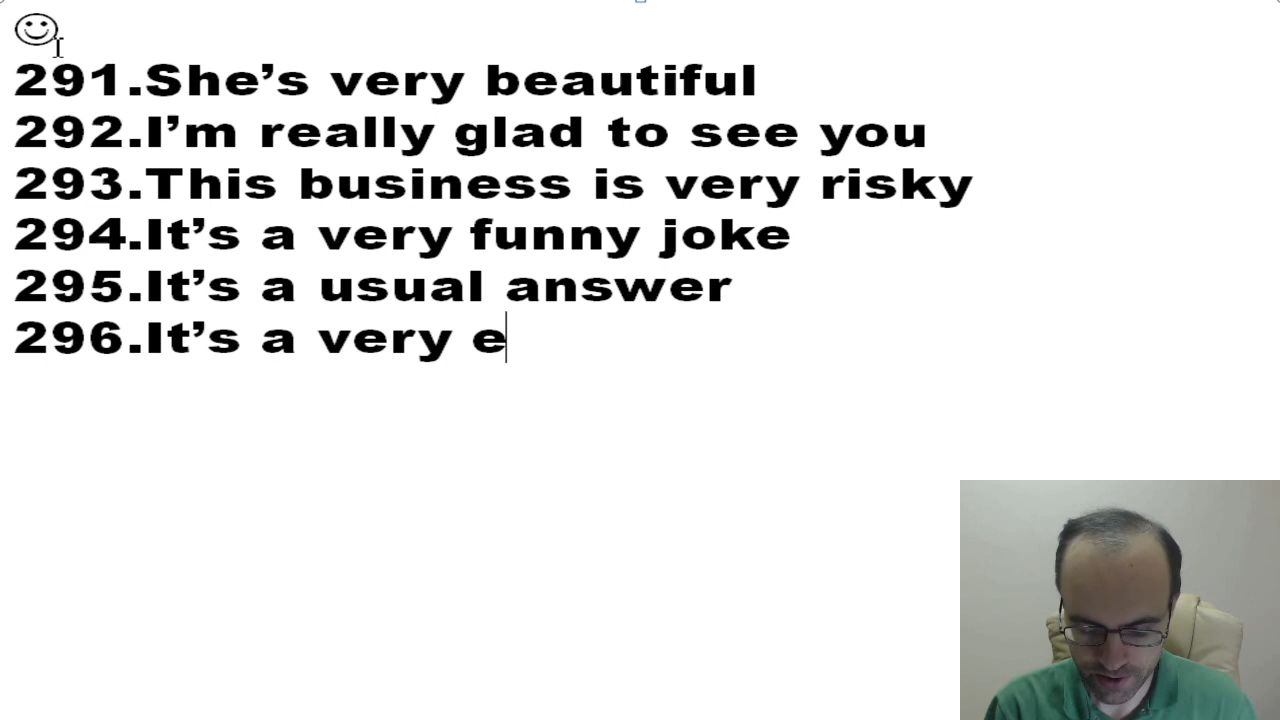 291.She's very beautiful
292.I'm really glad to see you
293.This business is very risky
294.It's a very funny joke
295.It's a usual answer
296.It's a very e